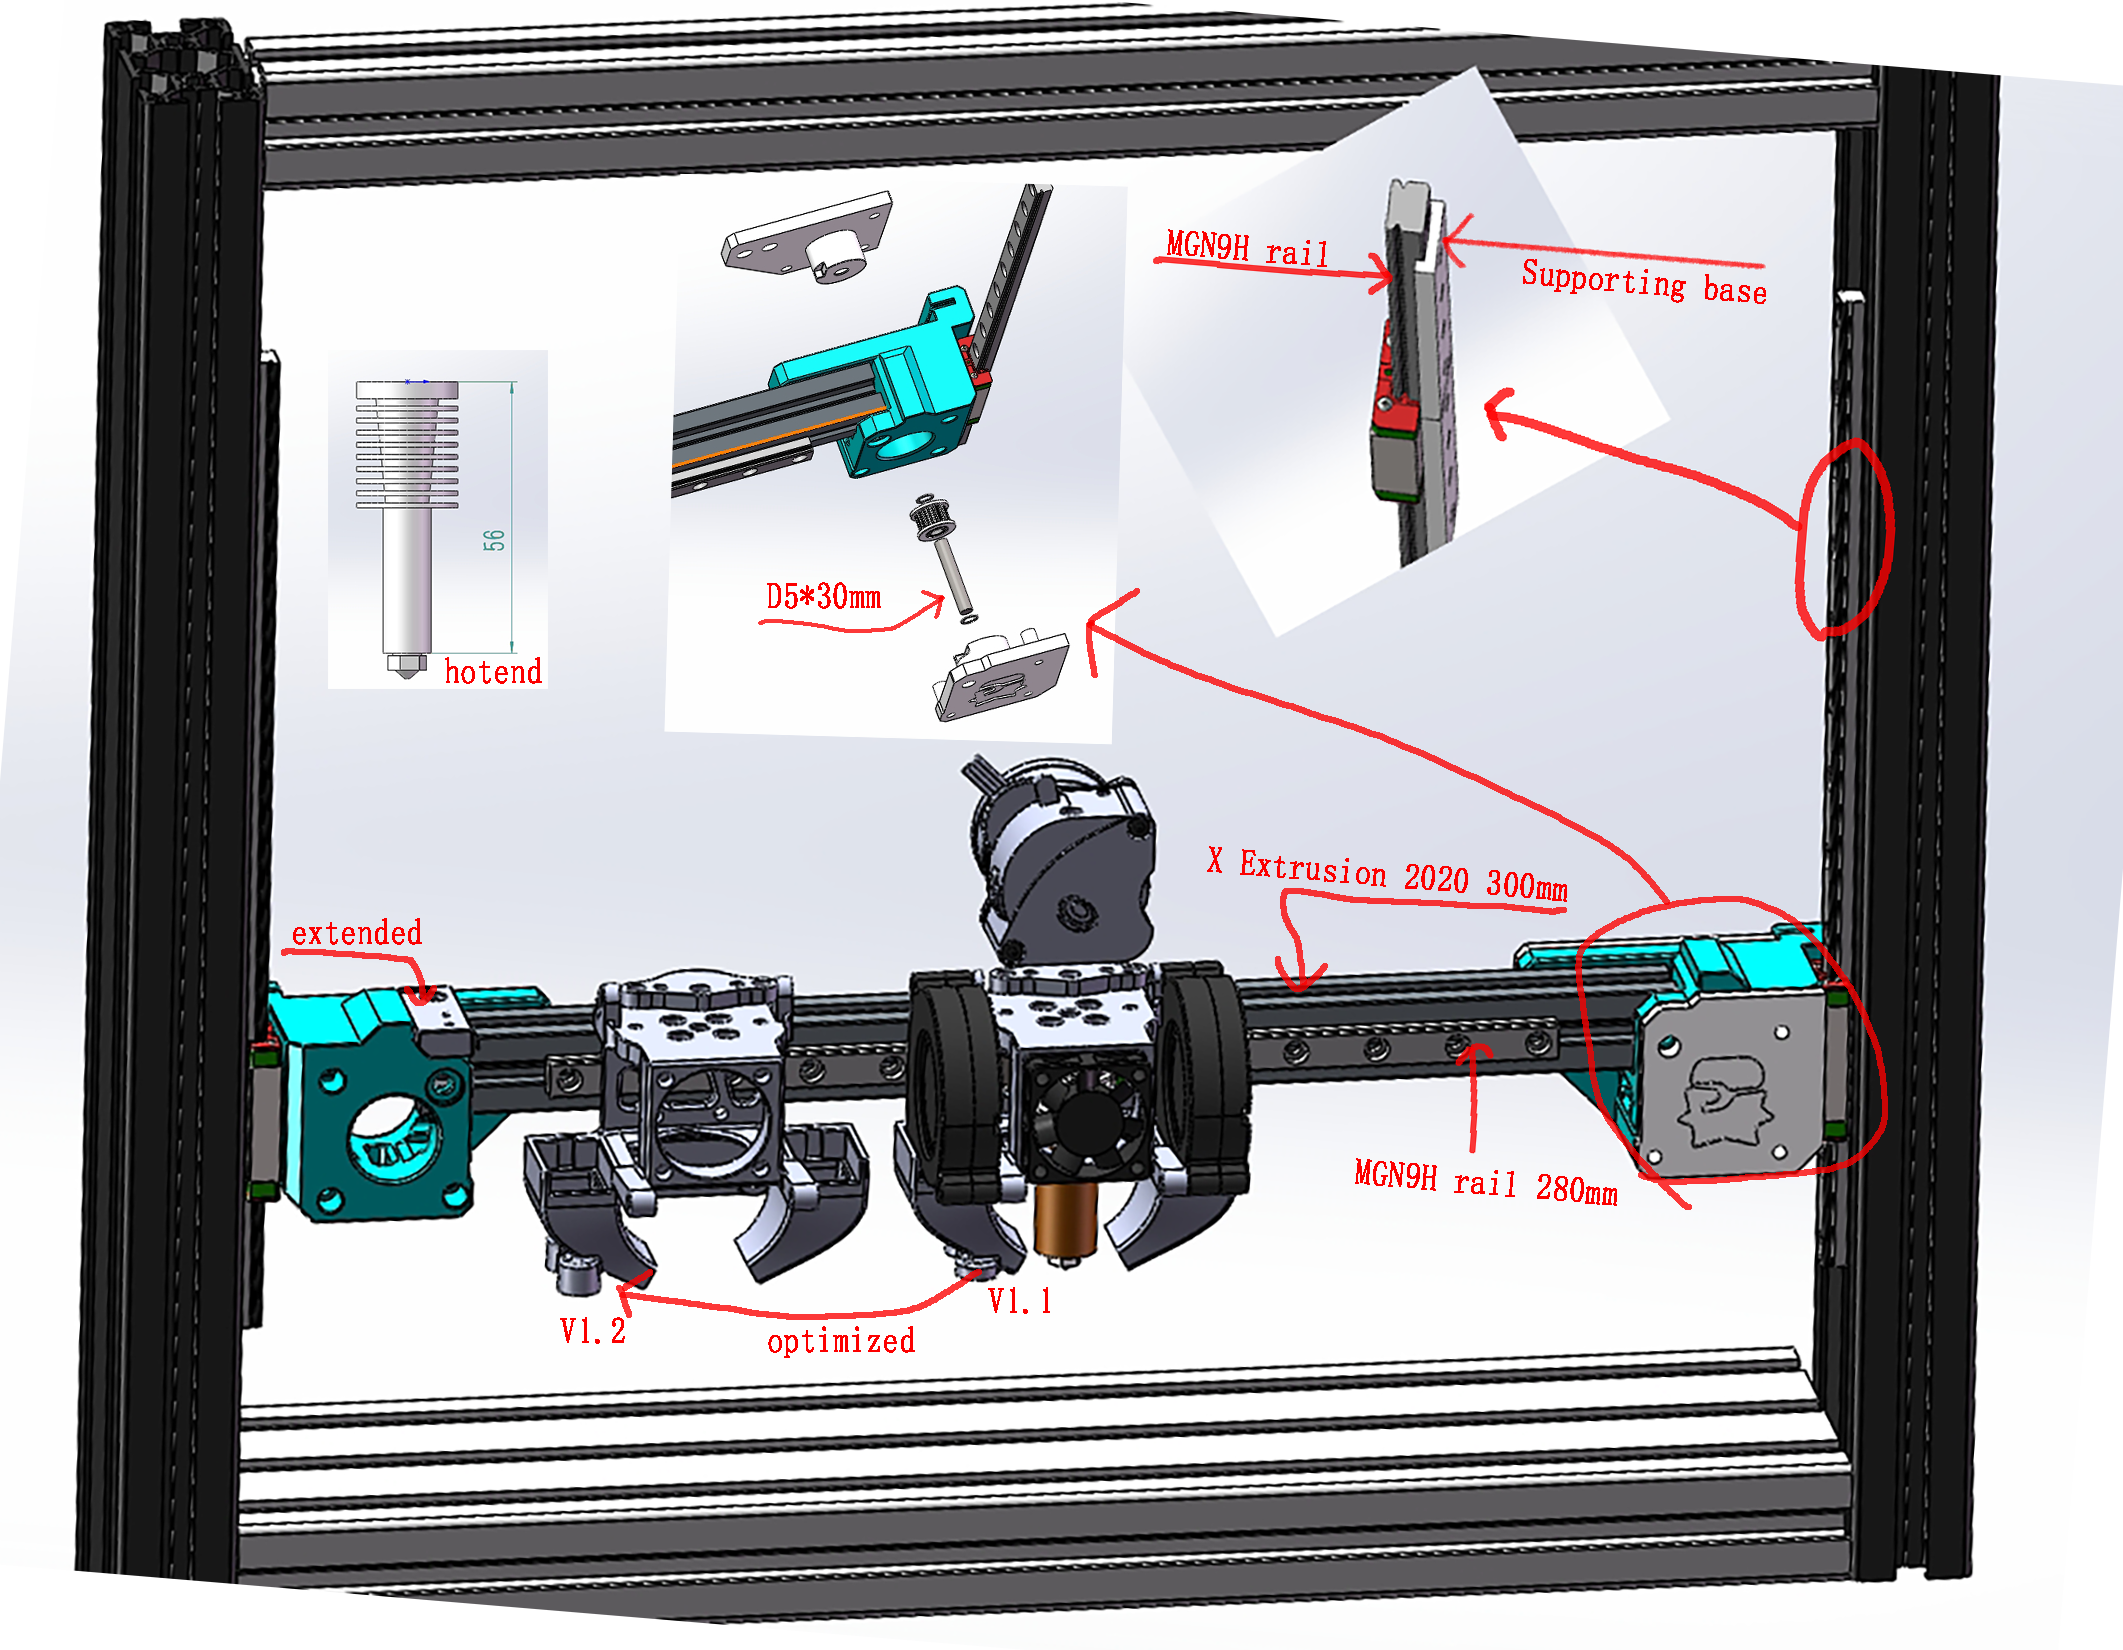 MGN9H rail
Supporting base
56
hotend
D5*30mm
X Extrusion 2020 300mm
extended
MGN9H rail 280mm
V1.1
V1.2
optimized